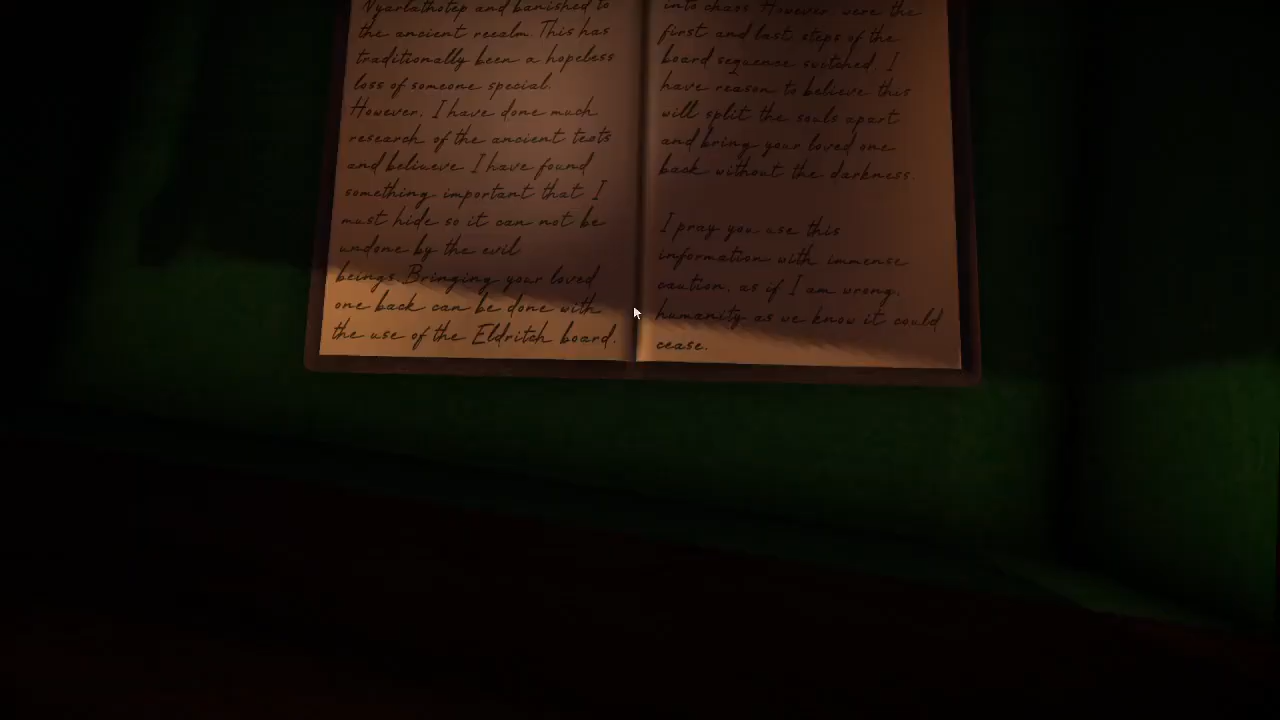 Nyarlathotep and banished to
the ancient reealm. This has
traditionally been a hopeless
loss of someone special.
However, I have done much
research of the ancient texts
and belieeve I have found
something important that I
must hide so it can not be
undone by the evil
beings. Bringing your loved
one back can be done with
the use of the Eldritch board,
into chaos However, were the
first and last steps of the
board sequence switched, I
have reason to believe this
will split the souls apart
and bring your loved one
back without the darkness.
I pray you use this
information with immense
caution, as if I am wrong,
humanity as we know it could
cease.